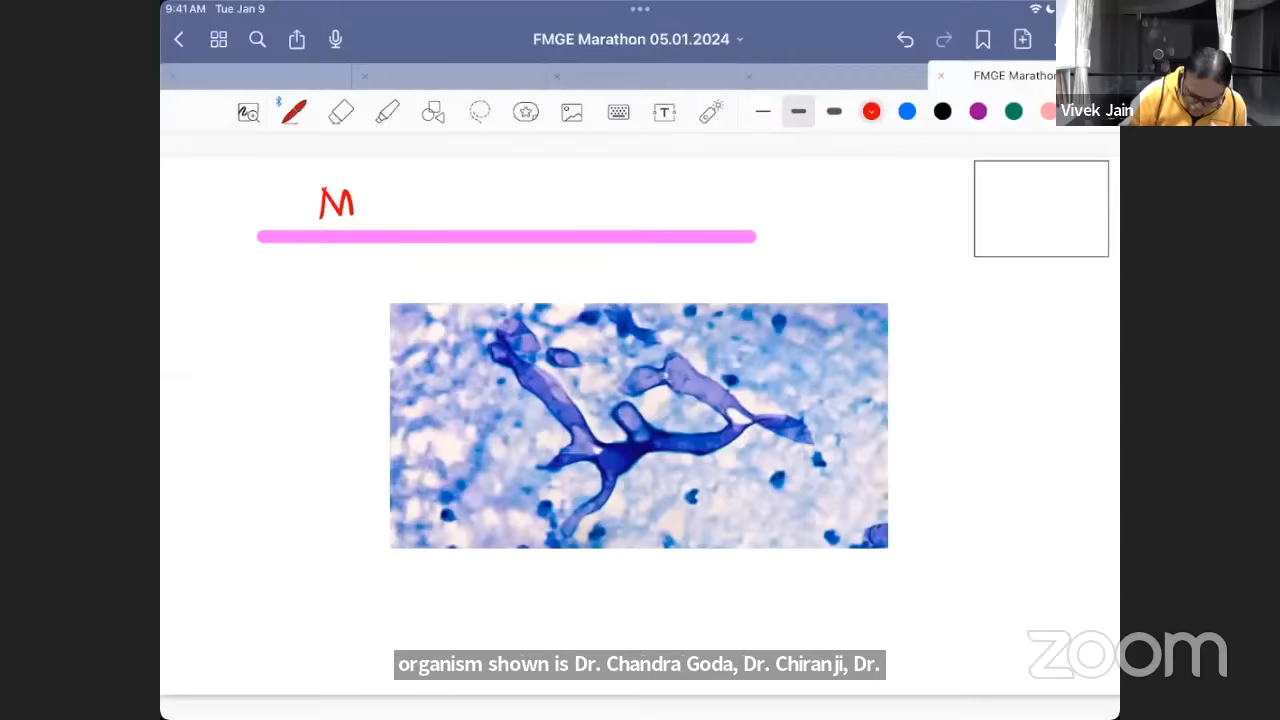 9:41 AM Tue Jan 9
FMGE Marathon 05.01.2024
FMGE Marathon
T
Vivek Jain
M
organism shown is Dr. Chandra Goda, Dr. Chiranji, Dr.
zoom